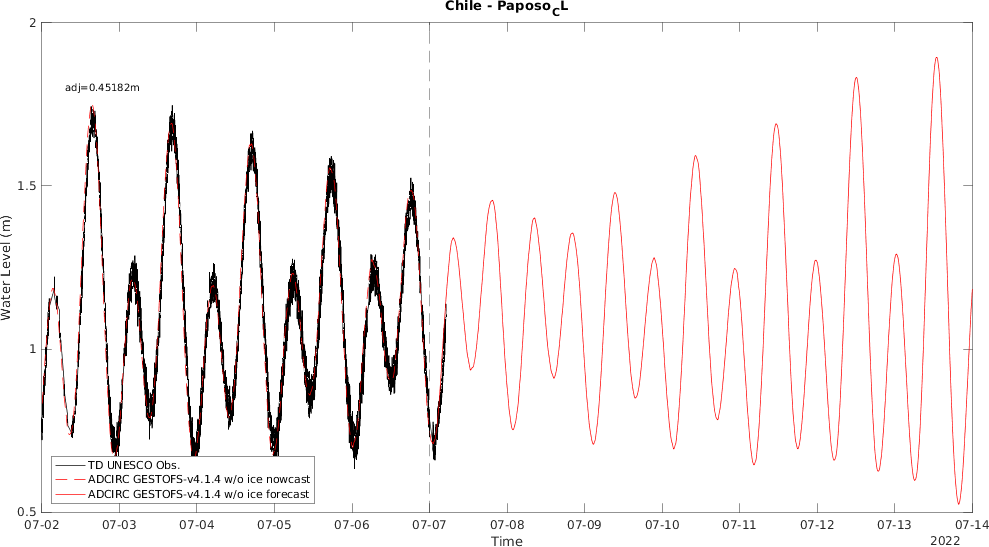 Chile - PaposoCL
adj=0.45182m
Water Level (m)
2
1.5
1
0.5
TD UNESCO Obs.
ADCIRC GESTOFS-v4.1.4 w/o ice nowcast
ADCIRC GESTOFS-v4.1.4 w/o ice forecast
07-02 07-03 07-04 07-05 07-06 07-07 07-08 07-09 07-10 07-11 07-12 07-13 07-14
Time
2022